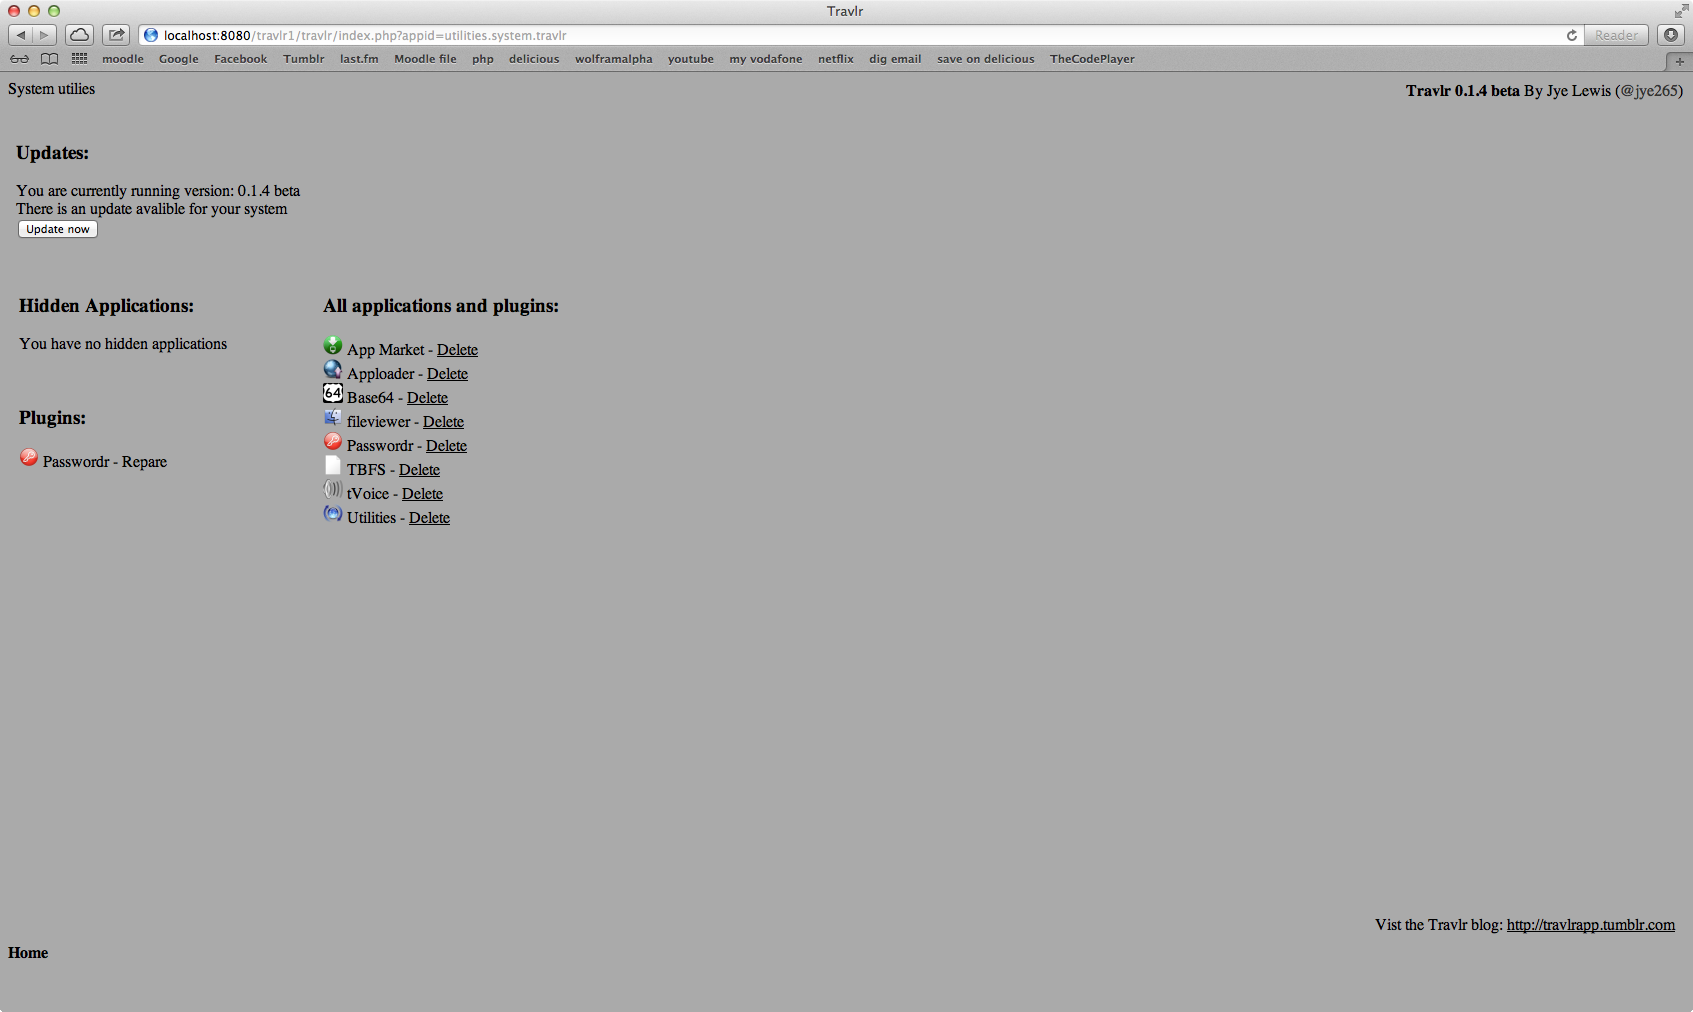 Travlr
localhost:8080/travlr1/travlr/index.php?appid=utilities.system.travlr
Reader
moodle Google Facebook Tumblr last.fm Moodle file php delicious wolframalpha youtube my vodafone netflix dig email save on delicious TheCodePlayer
System utilies
Travlr 0.1.4 beta By Jye Lewis (@jye265)
Updates:
You are currently running version: 0.1.4 beta
There is an update avalible for your system
Update now
Hidden Applications:
You have no hidden applications
Plugins:
Passwordr - Repare
All applications and plugins:
App Market - Delete
Apploader - Delete
64 Base64 - Delete
fileviewer - Delete
Passwordr - Delete
TBFS - Delete
tVoice - Delete
Utilities - Delete
Vist the Travlr blog: http://travlrapp.tumblr.com
Home